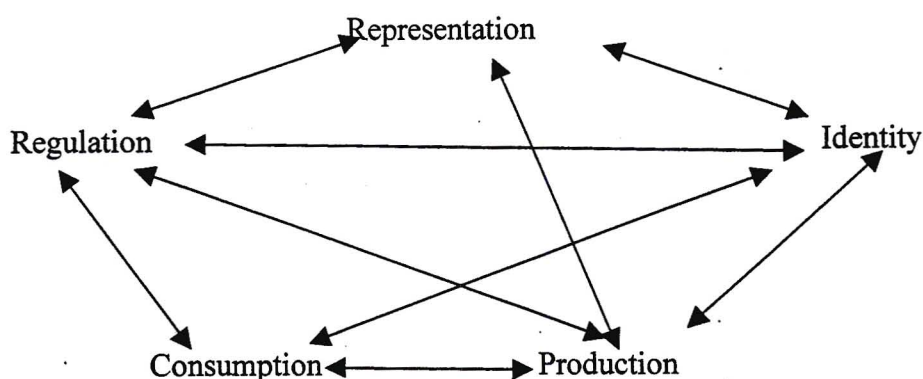 Representation
Regulation
Identity
Consumption
Production